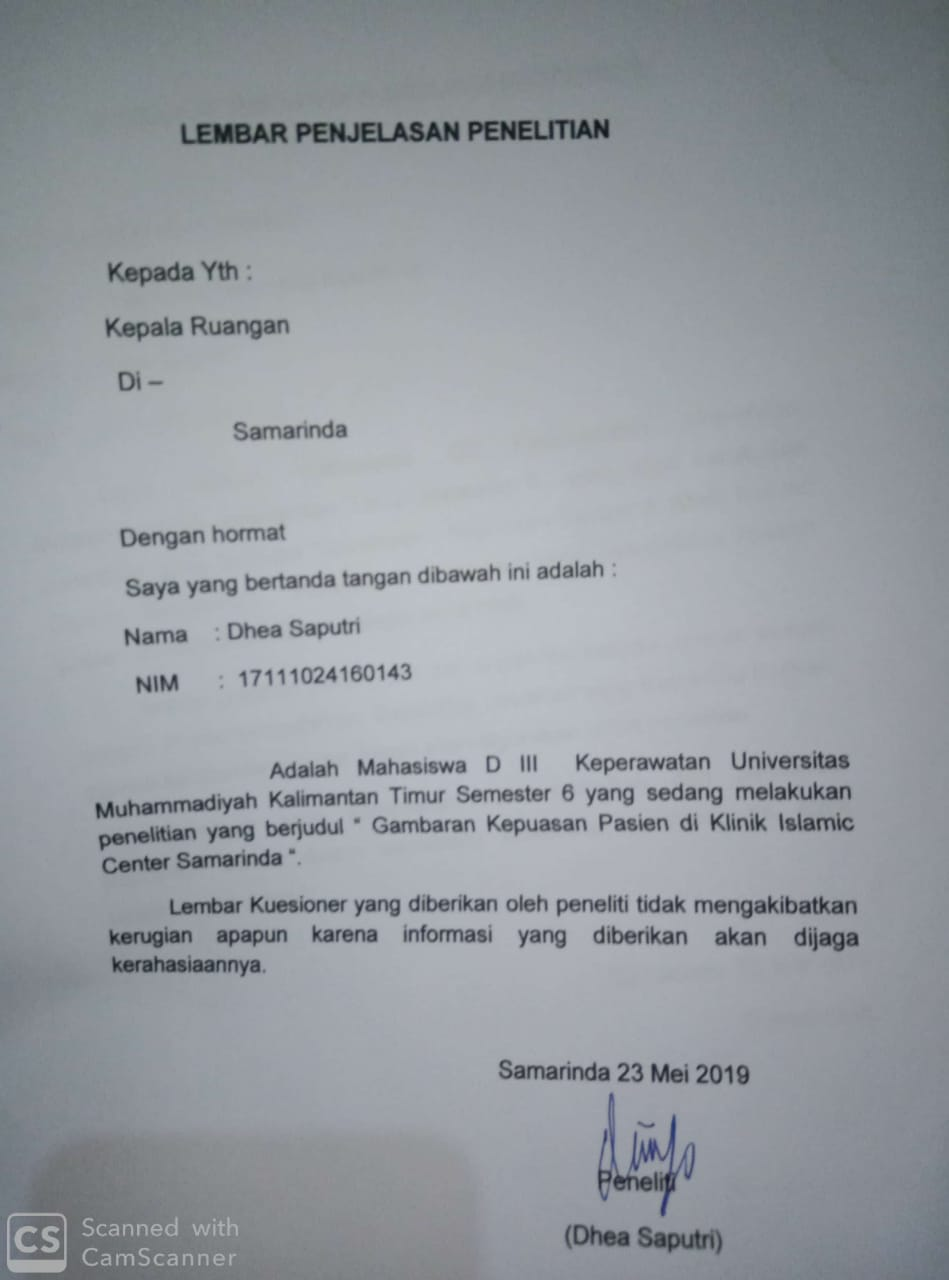 LEMBAR PENJELASAN PENELITIAN
Kepada Yth :
Kepala Ruangan
Di –
Samarinda
Dengan hormat
Saya yang bertanda tangan dibawah ini adalah :
Nama : Dhea Saputri
NIM : 17111024160143
Adalah Mahasiswa D III Keperawatan Universitas
Muhammadiyah Kalimantan Timur Semester 6 yang sedang melakukan
penelitian yang berjudul “ Gambaran Kepuasan Pasien di Klinik Islamic
Center Samarinda “.
Lembar Kuesioner yang diberikan oleh peneliti tidak mengakibatkan
kerugian apapun karena informasi yang diberikan akan dijaga
kerahasiaannya.
Samarinda 23 Mei 2019
Peneliti
(Dhea Saputri)
CS Scanned with
CamScanner